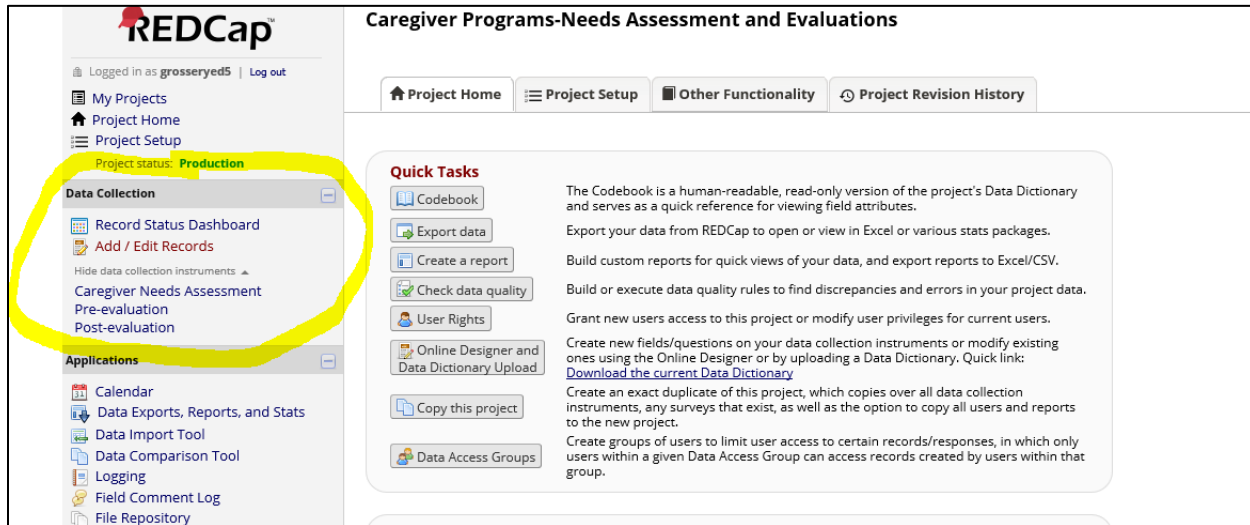 REDCap
Logged in as grosseryed5 | Log out
My Projects
Project Home
Project Setup
Project status: Production
Data Collection
Record Status Dashboard
Add / Edit Records
Hide data collection instruments
Caregiver Needs Assessment
Pre-evaluation
Post-evaluation
Applications
31 Calendar
Data Exports, Reports, and Stats
Data Import Tool
Data Comparison Tool
Logging
Field Comment Log
File Repository
Caregiver Programs-Needs Assessment and Evaluations
Project Home Project Setup Other Functionality Project Revision History
Quick Tasks
Codebook
The Codebook is a human-readable, read-only version of the project's Data Dictionary
and serves as a quick reference for viewing field attributes.
Export data
Export your data from REDCap to open or view in Excel or various stats packages.
Create a report
Build custom reports for quick views of your data, and export reports to Excel/CSV.
Check data quality
Build or execute data quality rules to find discrepancies and errors in your project data.
User Rights
Grant new users access to this project or modify user privileges for current users.
Online Designer and
Data Dictionary Upload
Create new fields/questions on your data collection instruments or modify existing
ones using the Online Designer or by uploading a Data Dictionary. Quick link:
Download the current Data Dictionary
Copy this project
Create an exact duplicate of this project, which copies over all data collection
instruments, any surveys that exist, as well as the option to copy all users and reports
to the new project.
Data Access Groups
Create groups of users to limit user access to certain records/responses, in which only
users within a given Data Access Group can access records created by users within that
group.